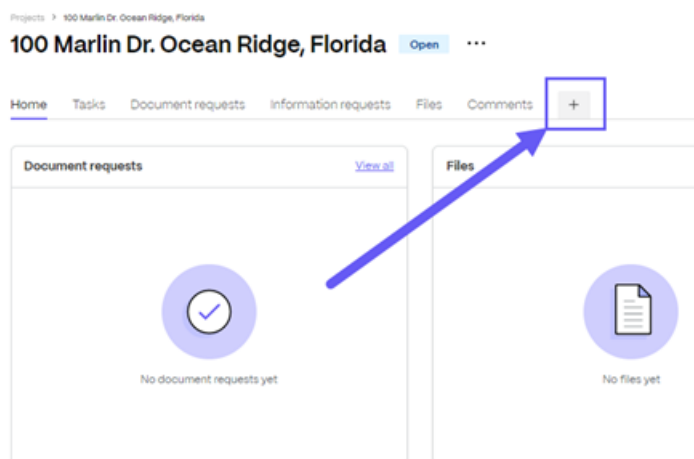 Projects > 100 Marlin Dr. Ocean Ridge, Florida
100 Marlin Dr. Ocean Ridge, Florida Open ...
Home Tasks Document requests Information requests Files Comments +
Document requests View all Files
No document requests yet No files yet